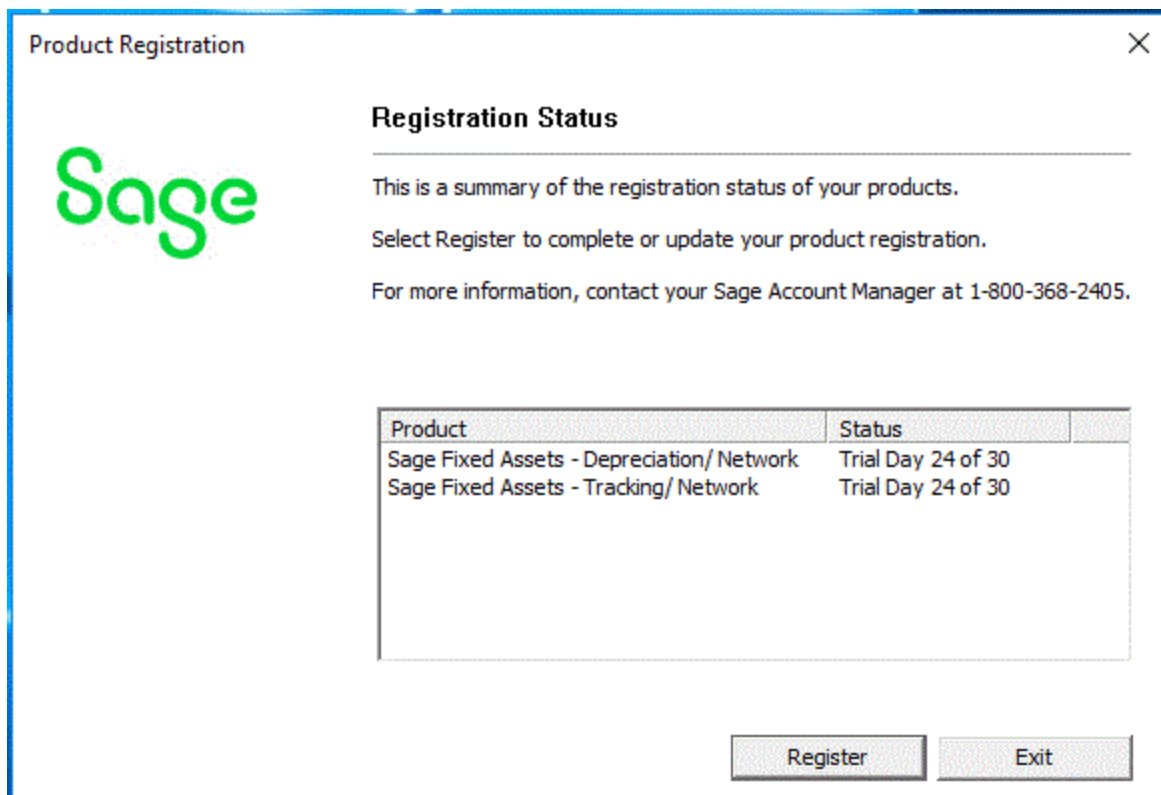 Product Registration
Sage
Registration Status
This is a summary of the registration status of your products.
Select Register to complete or update your product registration.
For more information, contact your Sage Account Manager at 1-800-368-2405.
Product Status
Sage Fixed Assets - Depreciation/ Network Trial Day 24 of 30
Sage Fixed Assets - Tracking/ Network Trial Day 24 of 30
Register Exit